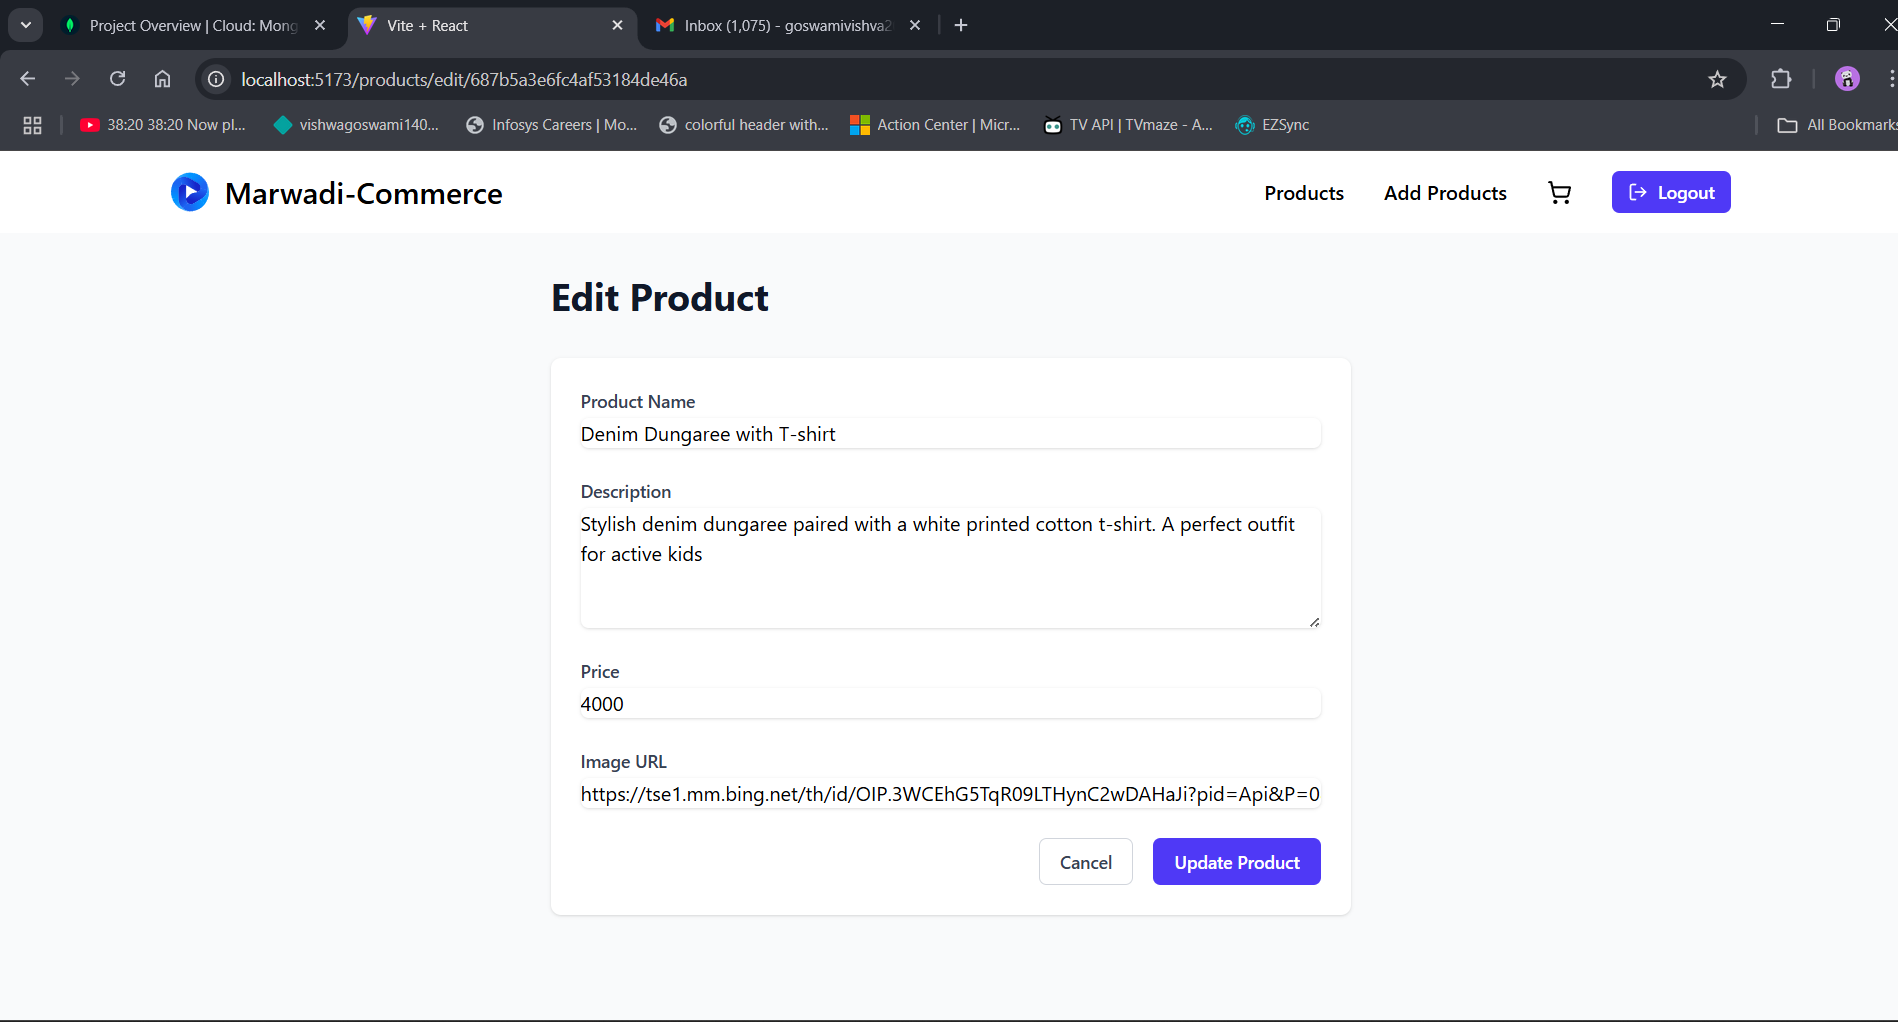 Project Overview | Cloud: Mong
Vite + React
Inbox (1,075) - goswamivishva2
localhost:5173/products/edit/687b5a3e6fc4af53184de46a
38:20 38:20 Now pl...
vishwagoswami140...
Infosys Careers | Mo...
colorful header with...
Action Center | Micr...
TV API | TVmaze - A...
EZSync
All Bookmarks
Marwadi-Commerce
Products
Add Products
Logout
Edit Product
Product Name
Denim Dungaree with T-shirt
Description
Stylish denim dungaree paired with a white printed cotton t-shirt. A perfect outfit
for active kids
Price
4000
Image URL
https://tse1.mm.bing.net/th/id/OIP.3WCEhG5TqR09LTHynC2wDAHaJi?pid=Api&P=0
Cancel
Update Product